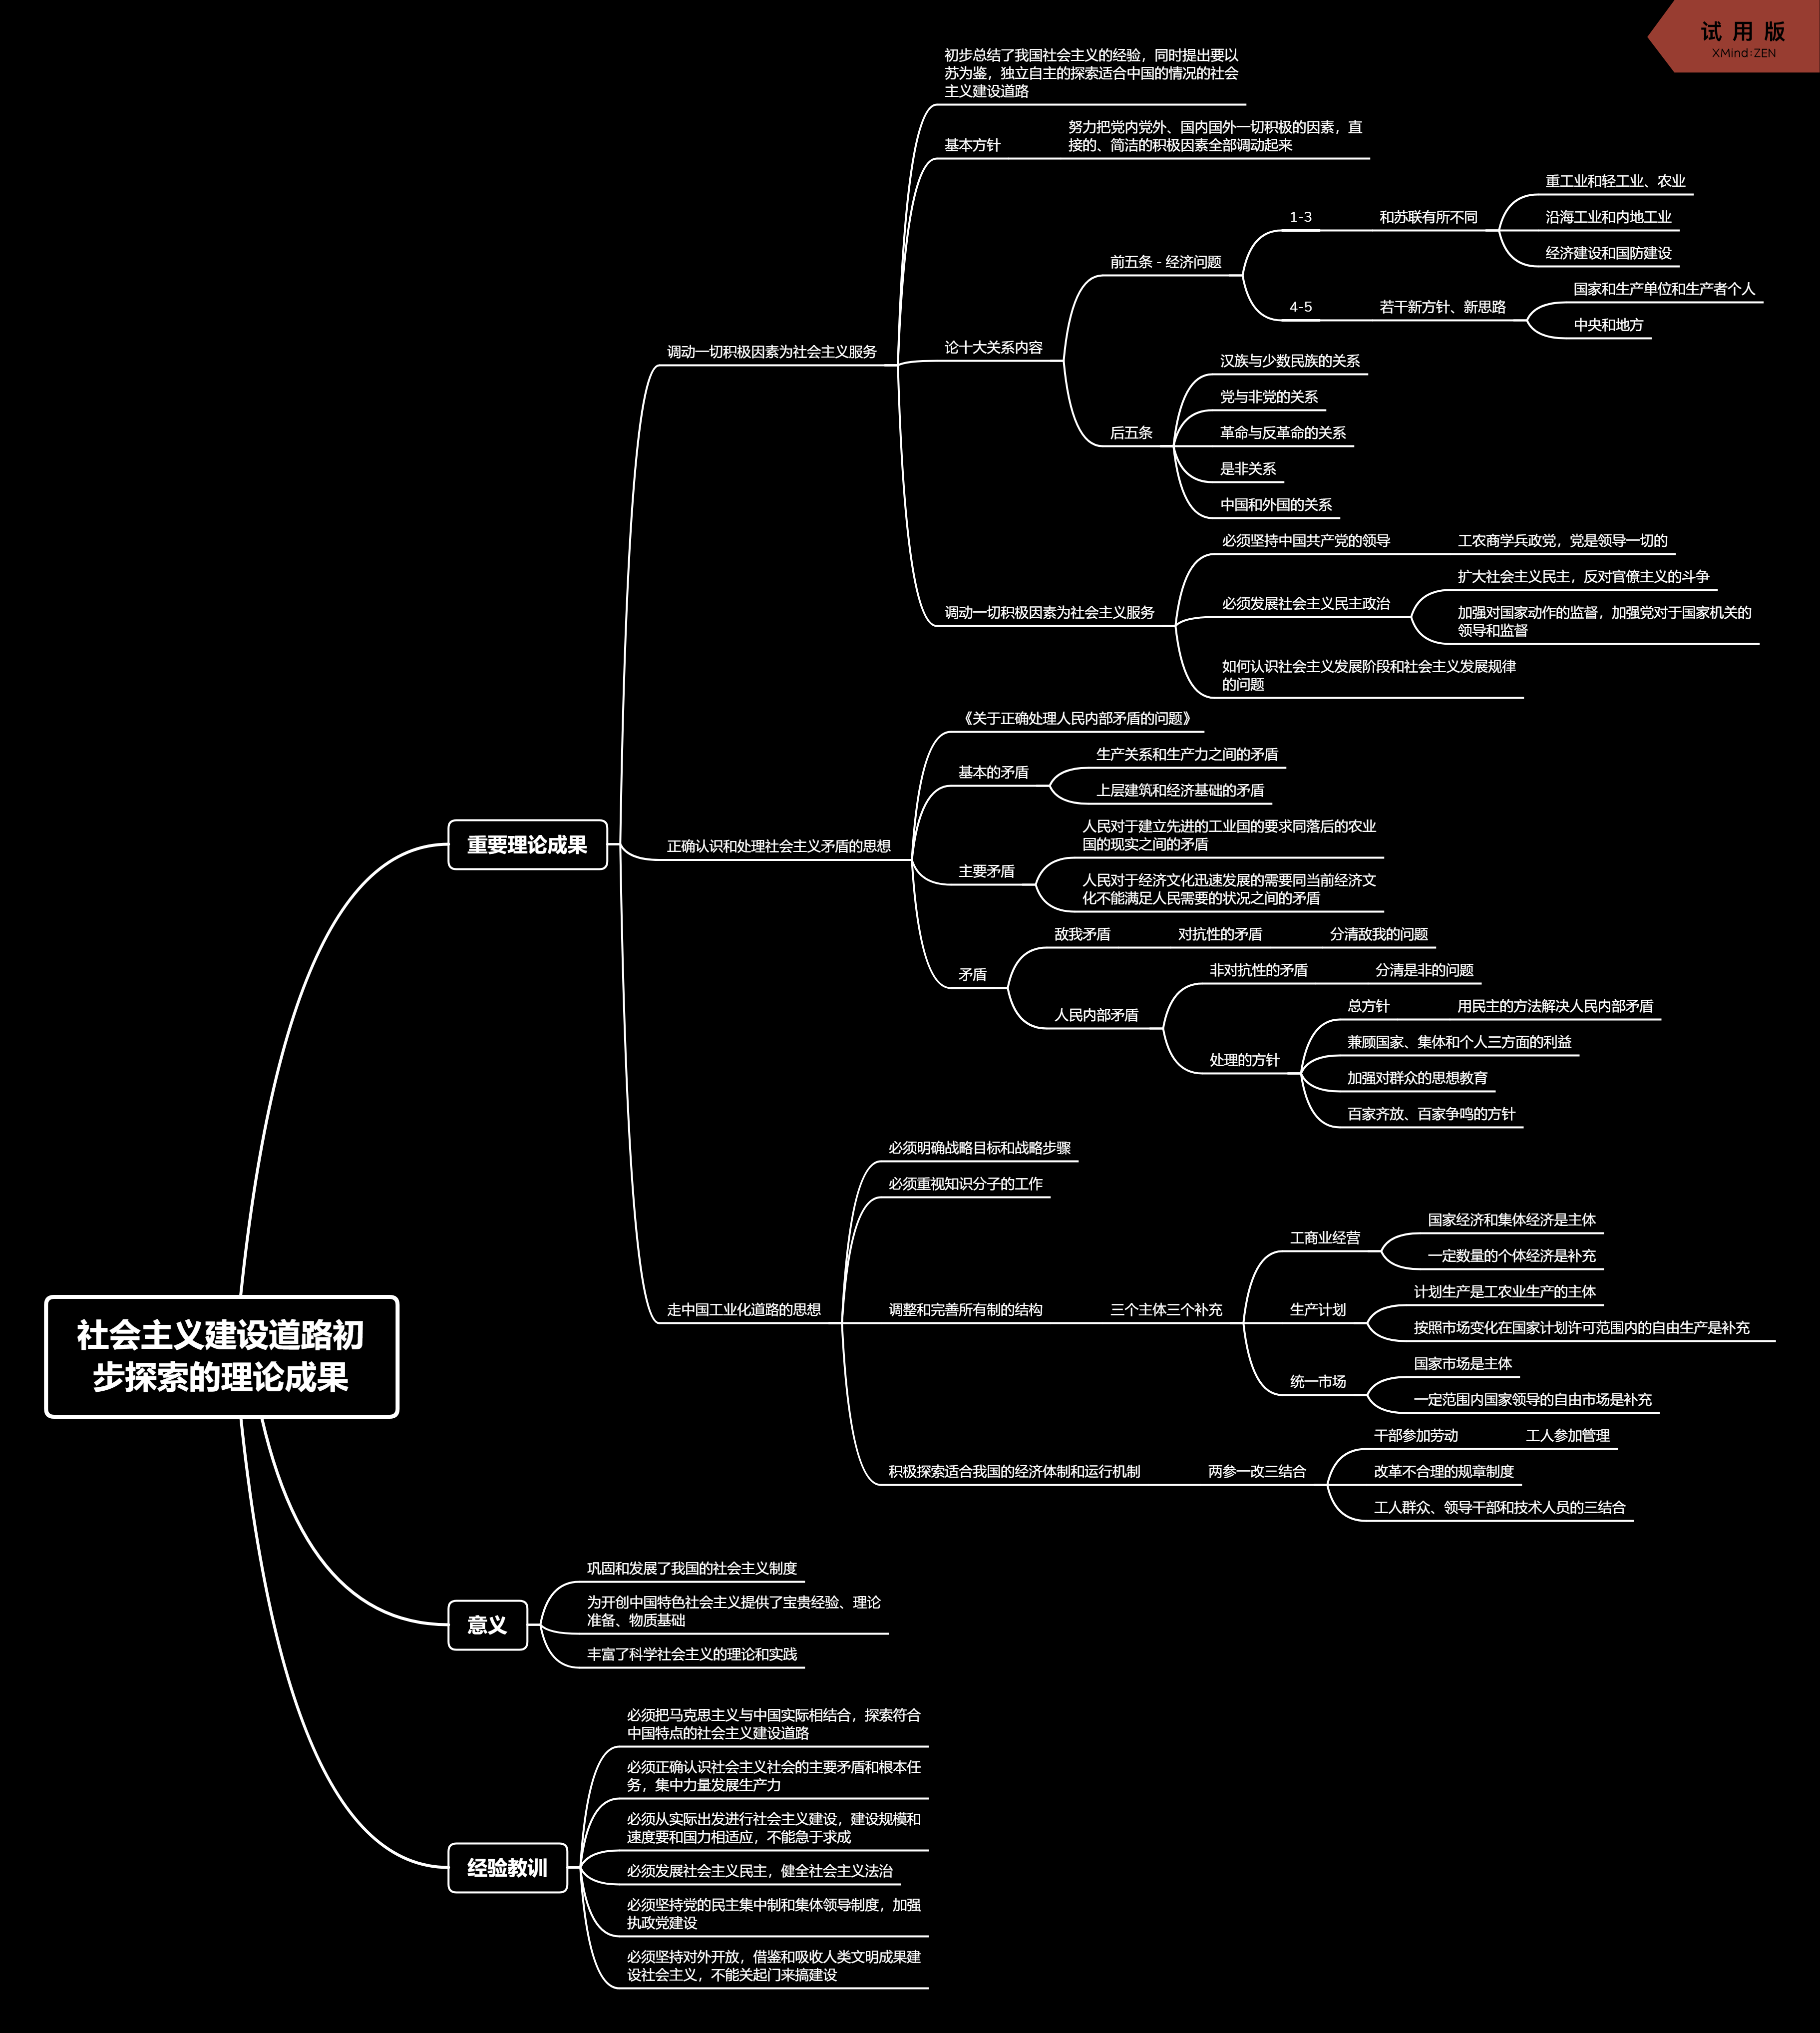 试 用 版
XMind:ZEN
社会主义建设道路初
步探索的理论成果
重要理论成果
调动一切积极因素为社会主义服务
初步总结了我国社会主义的经验，同时提出要以
苏为鉴，独立自主的探索适合中国的情况的社会
主义建设道路
基本方针
努力把党内党外、国内国外一切积极的因素，直
接的、简洁的积极因素全部调动起来
论十大关系内容
前五条 - 经济问题
1-3
和苏联有所不同
重工业和轻工业、农业
沿海工业和内地工业
经济建设和国防建设
4-5
若干新方针、新思路
国家和生产单位和生产者个人
中央和地方
后五条
汉族与少数民族的关系
党与非党的关系
革命与反革命的关系
是非关系
中国和外国的关系
调动一切积极因素为社会主义服务
必须坚持中国共产党的领导
工农商学兵政党，党是领导一切的
必须发展社会主义民主政治
扩大社会主义民主，反对官僚主义的斗争
加强对国家动作的监督，加强党对于国家机关的
领导和监督
如何认识社会主义发展阶段和社会主义发展规律
的问题
正确认识和处理社会主义矛盾的思想
《关于正确处理人民内部矛盾的问题》
基本的矛盾
生产关系和生产力之间的矛盾
上层建筑和经济基础的矛盾
主要矛盾
人民对于建立先进的工业国的要求同落后的农业
国的现实之间的矛盾
人民对于经济文化迅速发展的需要同当前经济文
化不能满足人民需要的状况之间的矛盾
矛盾
敌我矛盾
对抗性的矛盾
分清敌我的问题
人民内部矛盾
非对抗性的矛盾
分清是非的问题
处理的方针
总方针
用民主的方法解决人民内部矛盾
兼顾国家、集体和个人三方面的利益
加强对群众的思想教育
百家齐放、百家争鸣的方针
走中国工业化道路的思想
必须明确战略目标和战略步骤
必须重视知识分子的工作
调整和完善所有制的结构
三个主体三个补充
工商业经营
国家经济和集体经济是主体
一定数量的个体经济是补充
生产计划
计划生产是工农业生产的主体
按照市场变化在国家计划许可范围内的自由生产是补充
统一市场
国家市场是主体
一定范围内国家领导的自由市场是补充
积极探索适合我国的经济体制和运行机制
两参一改三结合
干部参加劳动
工人参加管理
改革不合理的规章制度
工人群众、领导干部和技术人员的三结合
意义
巩固和发展了我国的社会主义制度
为开创中国特色社会主义提供了宝贵经验、理论
准备、物质基础
丰富了科学社会主义的理论和实践
经验教训
必须把马克思主义与中国实际相结合，探索符合
中国特点的社会主义建设道路
必须正确认识社会主义社会的主要矛盾和根本任
务，集中力量发展生产力
必须从实际出发进行社会主义建设，建设规模和
速度要和国力相适应，不能急于求成
必须发展社会主义民主，健全社会主义法治
必须坚持党的民主集中制和集体领导制度，加强
执政党建设
必须坚持对外开放，借鉴和吸收人类文明成果建
设社会主义，不能关起门来搞建设